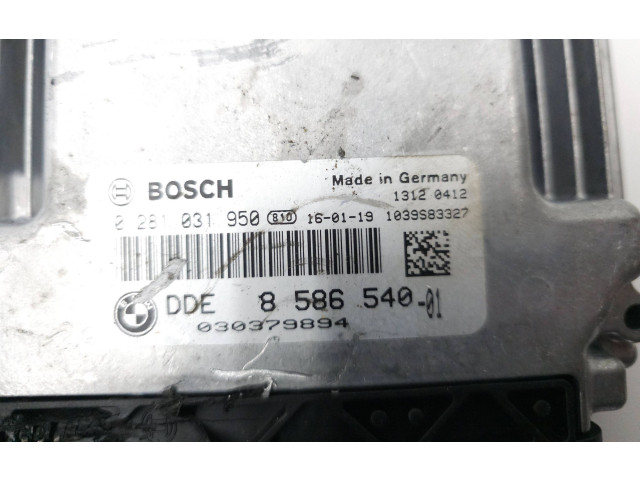 BOSCH
Made in Germany
1312 0412
0 281 031 950 810 16-01-19 1039S83327
DDE 8 586 540-01
030379894